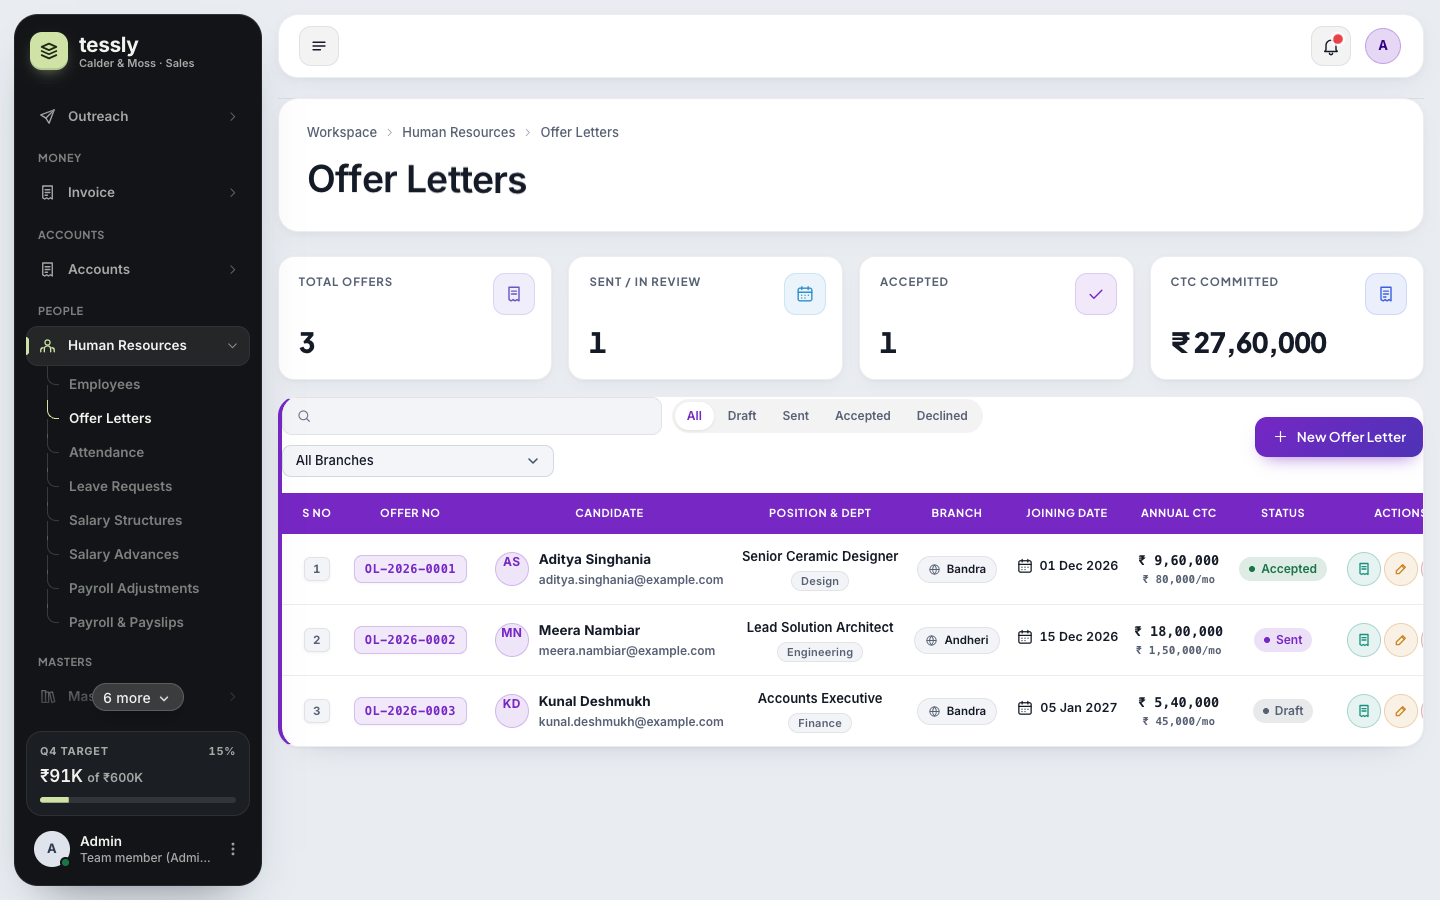 tessly
Calder & Moss · Sales
Outreach
MONEY
Invoice
ACCOUNTS
Accounts
PEOPLE
Human Resources
Employees
Offer Letters
Attendance
Leave Requests
Salary Structures
Salary Advances
Payroll Adjustments
Payroll & Payslips
MASTERS
6 more
Q4 TARGET 15%
₹91K of ₹600K
A
Admin
Team member (Admi...
A
Workspace > Human Resources > Offer Letters
Offer Letters
TOTAL OFFERS
3
SENT / IN REVIEW
1
ACCEPTED
1
CTC COMMITTED
₹27,60,000
All Draft Sent Accepted Declined
All Branches
New Offer Letter
S NO OFFER NO CANDIDATE POSITION & DEPT BRANCH JOINING DATE ANNUAL CTC STATUS ACTIONS
1 OL-2026-0001 AS Aditya Singhania Senior Ceramic Designer Bandra 01 Dec 2026 ₹ 9,60,000 Accepted
aditya.singhania@example.com Design ₹ 80,000/mo
2 OL-2026-0002 MN Meera Nambiar Lead Solution Architect Andheri 15 Dec 2026 ₹ 18,00,000 Sent
meera.nambiar@example.com Engineering ₹ 1,50,000/mo
3 OL-2026-0003 KD Kunal Deshmukh Accounts Executive Bandra 05 Jan 2027 ₹ 5,40,000 Draft
kunal.deshmukh@example.com Finance ₹ 45,000/mo